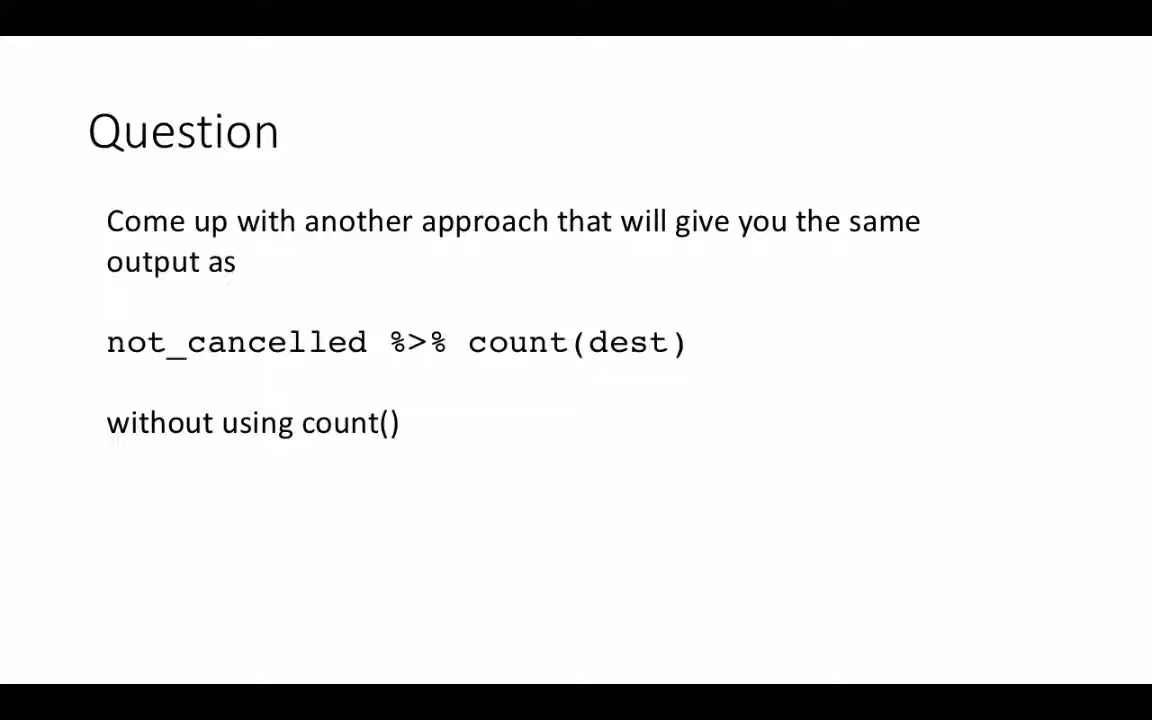 Question
Come up with another approach that will give you the same
output as
not_cancelled %>% count(dest)
without using count()